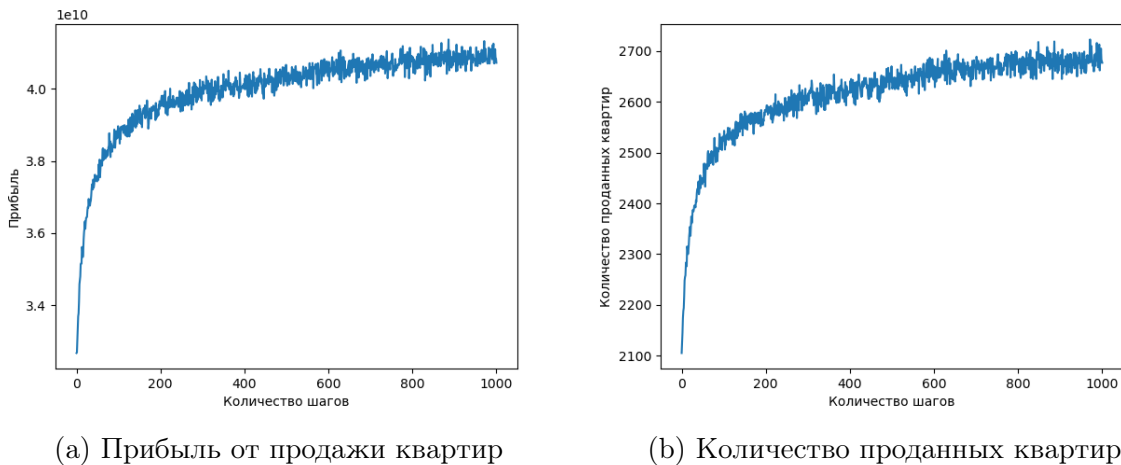 1e10
4.0
3.8
3.6
3.4
Прибыль
0 200 400 600 800 1000
Количество шагов
(a) Прибыль от продажи квартир
2700
2600
2500
2400
2300
2200
2100
Количество проданных квартир
0 200 400 600 800 1000
Количество шагов
(b) Количество проданных квартир